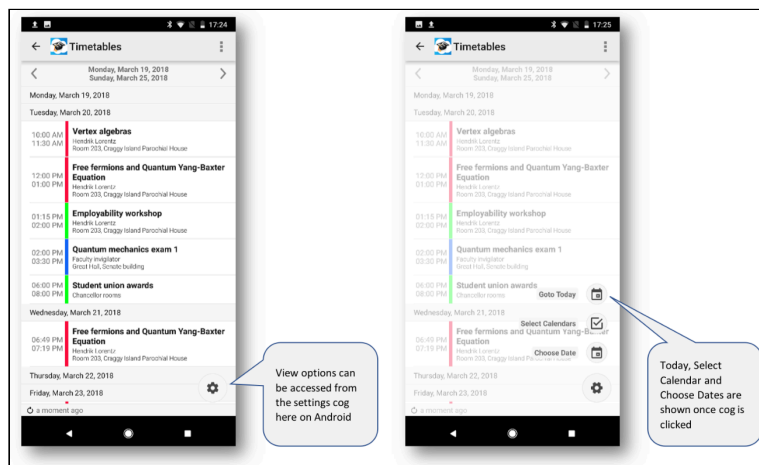 17:24
Timetables
Monday, March 19, 2018
Sunday, March 25, 2018
Monday, March 19, 2018
Tuesday, March 20, 2018
10:00 AM
11:30 AM
Vertex algebras
Hendrik Lorentz
Room 203, Craggy Island Parochial House
12:00 PM
01:00 PM
Free fermions and Quantum Yang-Baxter
Equation
Hendrik Lorentz
Room 203, Craggy Island Parochial House
01:15 PM
02:00 PM
Employability workshop
Hendrik Lorentz
Room 203, Craggy Island Parochial House
02:00 PM
03:30 PM
Quantum mechanics exam 1
Faculty invigilator
Great Hall, Senate building
06:00 PM
08:00 PM
Student union awards
Chancellor rooms
Wednesday, March 21, 2018
06:49 PM
07:19 PM
Free fermions and Quantum Yang-Baxter
Equation
Hendrik Lorentz
Room 203, Craggy Island Parochial House
Thursday, March 22, 2018
Friday, March 23, 2018
a moment ago
View options can
be accessed from
the settings cog
here on Android
17:25
Timetables
Monday, March 19, 2018
Sunday, March 25, 2018
Monday, March 19, 2018
Tuesday, March 20, 2018
10:00 AM
11:30 AM
Vertex algebras
Hendrik Lorentz
Room 203, Craggy Island Parochial House
12:00 PM
01:00 PM
Free fermions and Quantum Yang-Baxter
Equation
Hendrik Lorentz
Room 203, Craggy Island Parochial House
01:15 PM
02:00 PM
Employability workshop
Hendrik Lorentz
Room 203, Craggy Island Parochial House
02:00 PM
03:30 PM
Quantum mechanics exam 1
Faculty invigilator
Great Hall, Senate building
06:00 PM
08:00 PM
Student union awards
Chancellor rooms
Goto Today
Wednesday, March 21, 2018
Select Calendars
06:49 PM
07:19 PM
Free fermions and Quantum Yang-Baxter
Equation
Hendrik Lorentz
Room 203, Craggy Island
Choose Date
Thursday, March 22, 2018
Friday, March 23, 2018
a moment ago
Today, Select
Calendar and
Choose Dates are
shown once cog is
clicked